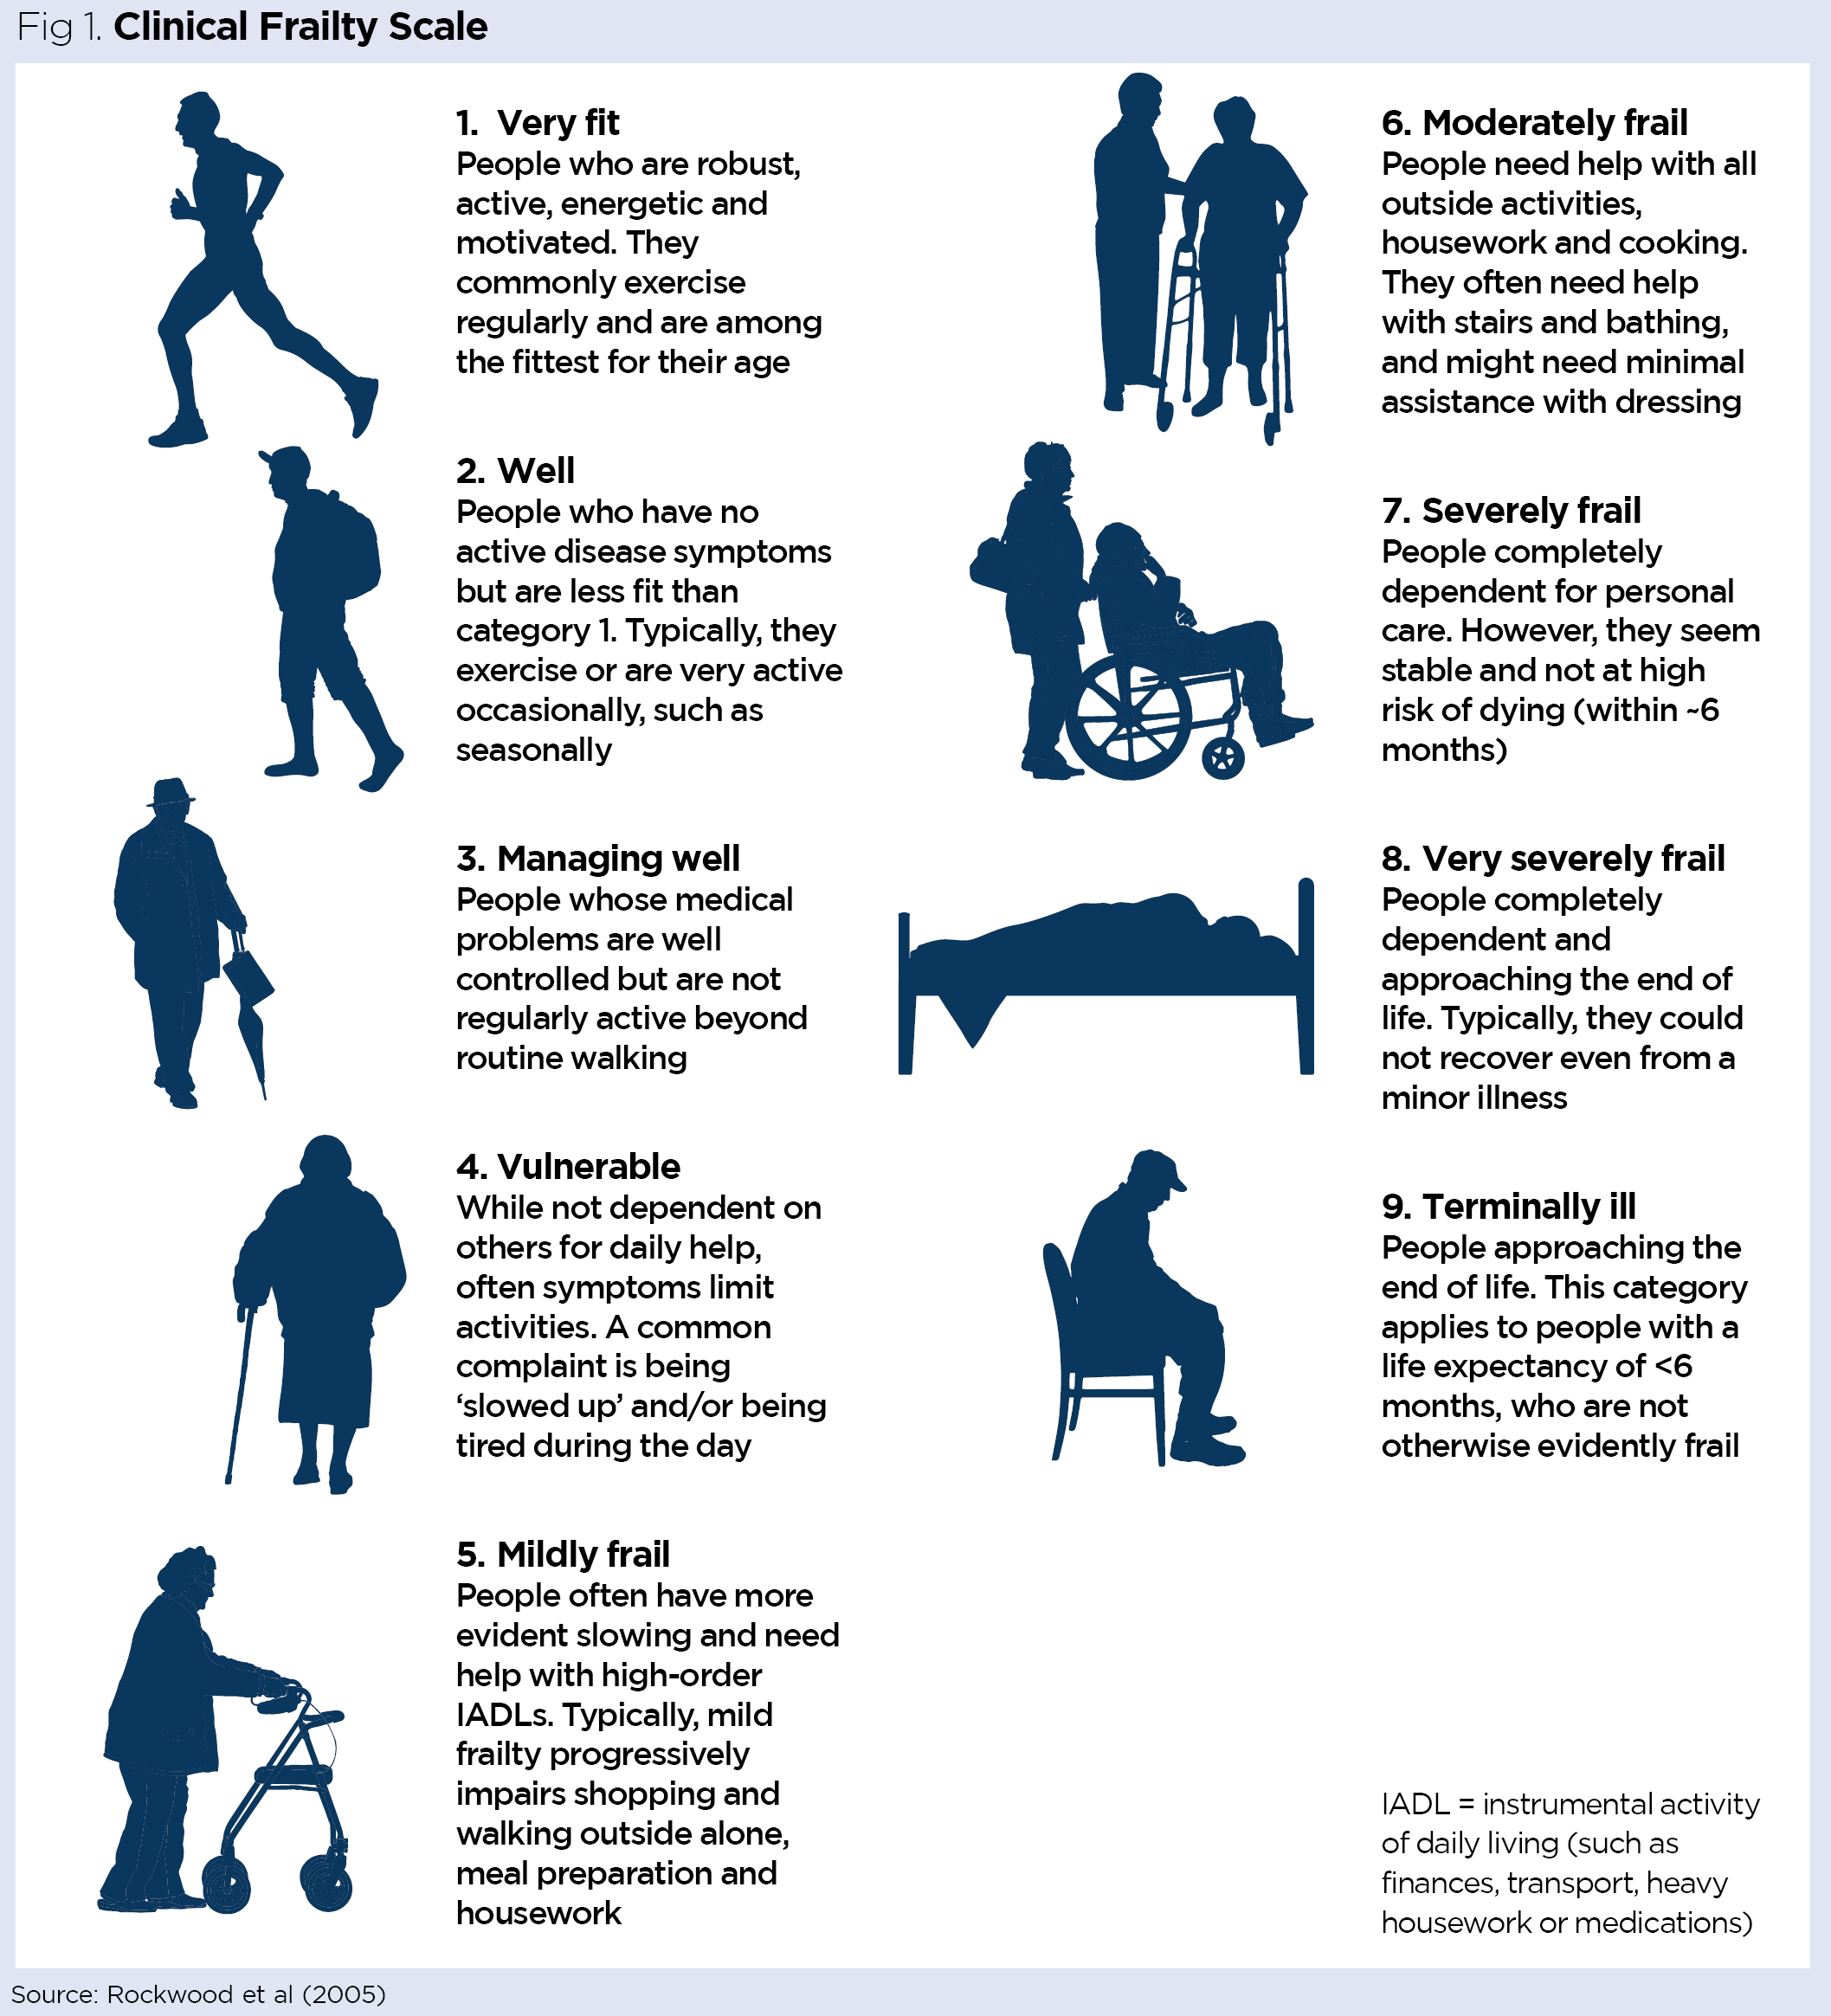 Fig 1. Clinical Frailty Scale
1. Very fit
People who are robust,
active, energetic and
motivated. They
commonly exercise
regularly and are among
the fittest for their age
2. Well
People who have no
active disease symptoms
but are less fit than
category 1. Typically, they
exercise or are very active
occasionally, such as
seasonally
3. Managing well
People whose medical
problems are well
controlled but are not
regularly active beyond
routine walking
4. Vulnerable
While not dependent on
others for daily help,
often symptoms limit
activities. A common
complaint is being
‘slowed up’ and/or being
tired during the day
5. Mildly frail
People often have more
evident slowing and need
help with high-order
IADLs. Typically, mild
frailty progressively
impairs shopping and
walking outside alone,
meal preparation and
housework
6. Moderately frail
People need help with all
outside activities,
housework and cooking.
They often need help
with stairs and bathing,
and might need minimal
assistance with dressing
7. Severely frail
People completely
dependent for personal
care. However, they seem
stable and not at high
risk of dying (within ~6
months)
8. Very severely frail
People completely
dependent and
approaching the end of
life. Typically, they could
not recover even from a
minor illness
9. Terminally ill
People approaching the
end of life. This category
applies to people with a
life expectancy of <6
months, who are not
otherwise evidently frail
IADL = instrumental activity
of daily living (such as
finances, transport, heavy
housework or medications)
Source: Rockwood et al (2005)